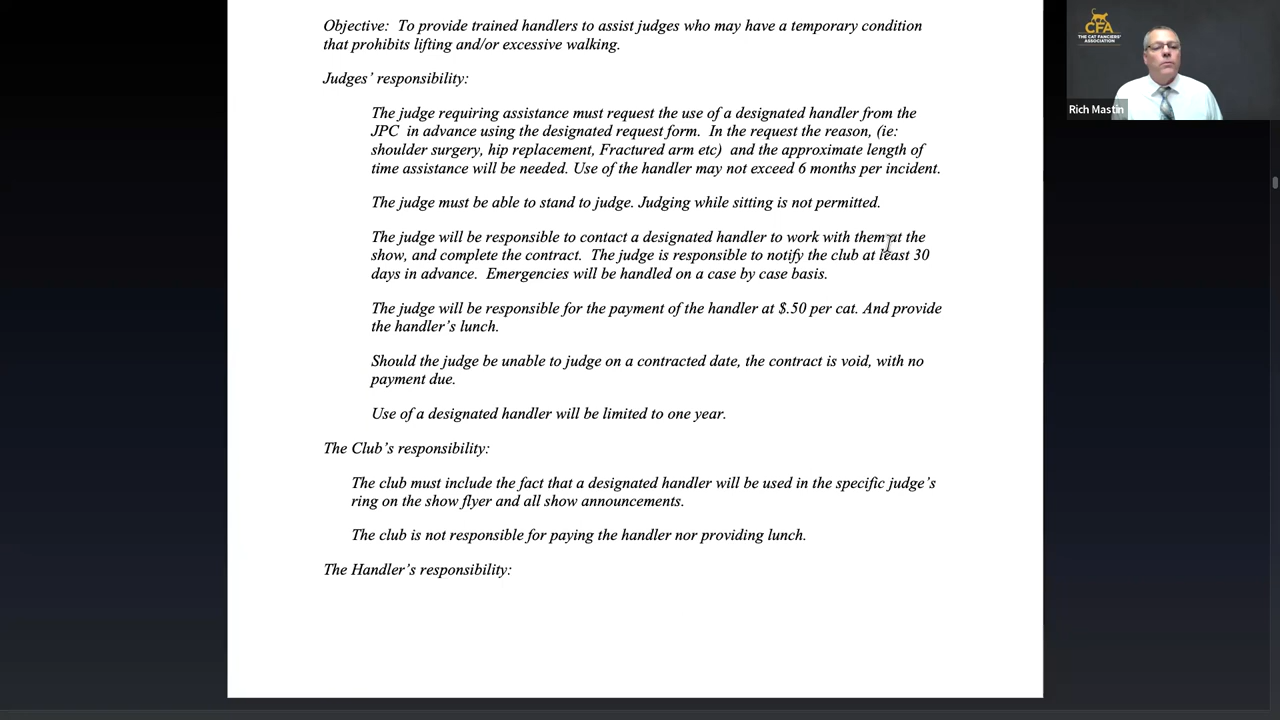 Objective:  To provide trained handlers to assist judges who may have a temporary condition
that prohibits lifting and/or excessive walking.
Judges’ responsibility:
The judge requiring assistance must request the use of a designated handler from the
JPC  in advance using the designated request form.  In the request the reason, (ie:
shoulder surgery, hip replacement, Fractured arm etc)  and the approximate length of
time assistance will be needed. Use of the handler may not exceed 6 months per incident.
The judge must be able to stand to judge. Judging while sitting is not permitted.
The judge will be responsible to contact a designated handler to work with them at the
show, and complete the contract.  The judge is responsible to notify the club at least 30
days in advance.  Emergencies will be handled on a case by case basis.
The judge will be responsible for the payment of the handler at $.50 per cat. And provide
the handler’s lunch.
Should the judge be unable to judge on a contracted date, the contract is void, with no
payment due.
Use of a designated handler will be limited to one year.
The Club’s responsibility:
The club must include the fact that a designated handler will be used in the specific judge’s
ring on the show flyer and all show announcements.
The club is not responsible for paying the handler nor providing lunch.
The Handler’s responsibility:
CFA
THE CAT FANCIERS'
ASSOCIATION
Rich Mastin